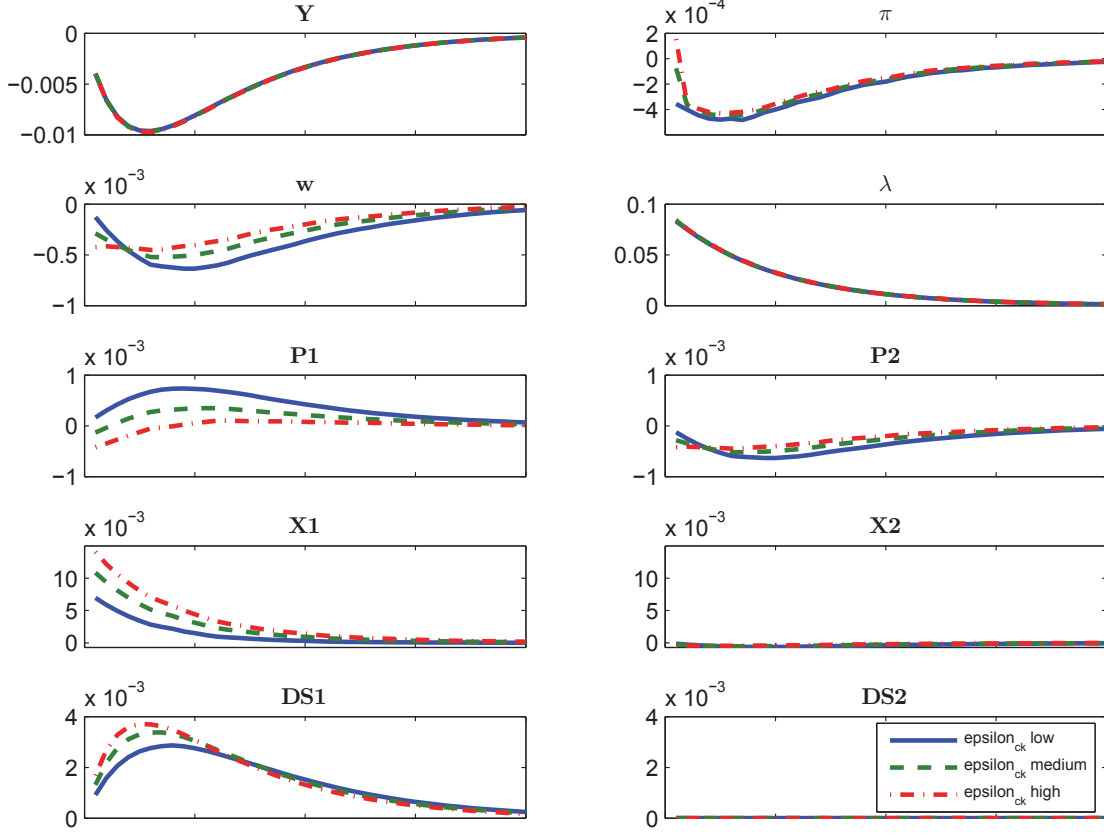 Y
0
−0.005
−0.01
π
x 10⁻⁴
2
0
−2
−4
w
x 10⁻³
0
−0.5
−1
λ
0.1
0.05
0
P1
x 10⁻³
1
0
−1
P2
x 10⁻³
1
0
−1
X1
x 10⁻³
10
5
0
X2
x 10⁻³
10
5
0
DS1
x 10⁻³
4
2
0
DS2
x 10⁻³
4
2
0
epsilon_ck low
epsilon_ck medium
epsilon_ck high